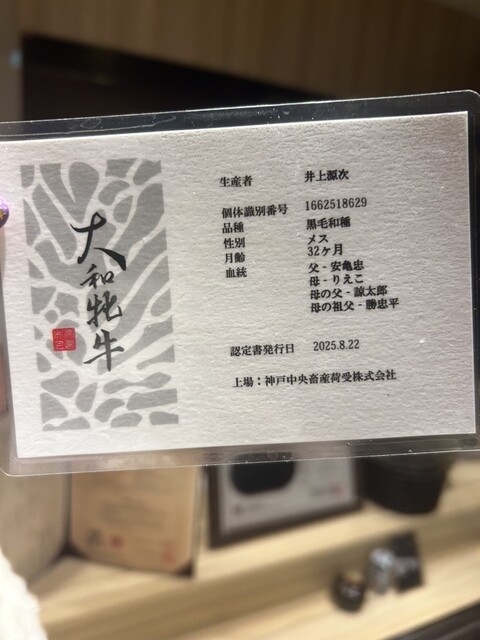 大和牝牛
生産者 井上源次
個体識別番号 1662518629
品種 黒毛和種
性別 メス
月齢 32ヶ月
血統 父 - 安亀忠
母 - りえこ
母の父 - 諒太郎
母の祖父 - 勝忠平
認定書発行日 2025.8.22
上場：神戸中央畜産荷受株式会社